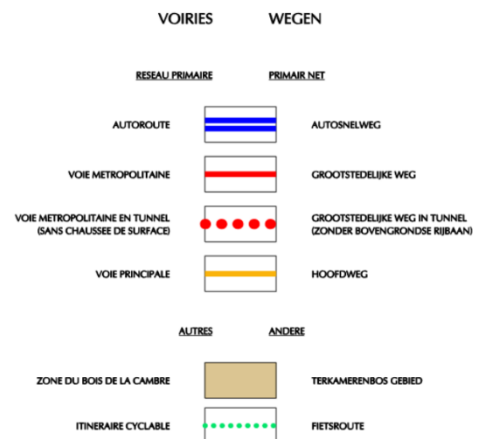 VOIRIES WEGEN
RESEAU PRIMAIRE PRIMAIR NET
AUTOROUTE AUTOSNELWEG
VOIE METROPOLITAINE GROOTSTEDELIJKE WEG
VOIE METROPOLITAINE EN TUNNEL GROOTSTEDELIJKE WEG IN TUNNEL
(SANS CHAUSSEE DE SURFACE) (ZONDER BOVENGRONDSE RIJBAAN)
VOIE PRINCIPALE HOOFDWEG
AUTRES ANDERE
ZONE DU BOIS DE LA CAMBRE TERKAMERENBOS GEBIED
ITINERAIRE CYCLABLE FIETSROUTE